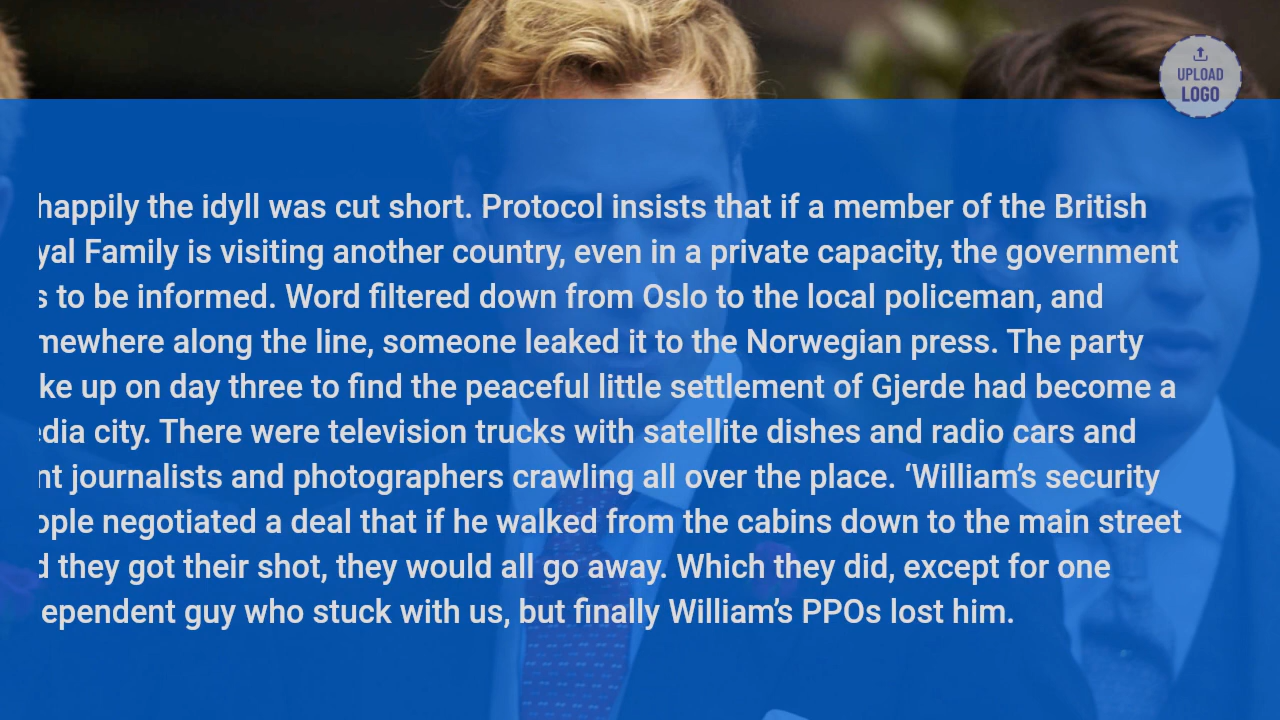 UPLOAD
LOGO
happily the idyll was cut short. Protocol insists that if a member of the British
yal Family is visiting another country, even in a private capacity, the government
s to be informed. Word filtered down from Oslo to the local policeman, and
mewhere along the line, someone leaked it to the Norwegian press. The party
ke up on day three to find the peaceful little settlement of Gjerde had become a
edia city. There were television trucks with satellite dishes and radio cars and
nt journalists and photographers crawling all over the place. ‘William’s security
ople negotiated a deal that if he walked from the cabins down to the main street
d they got their shot, they would all go away. Which they did, except for one
ependent guy who stuck with us, but finally William’s PPOs lost him.